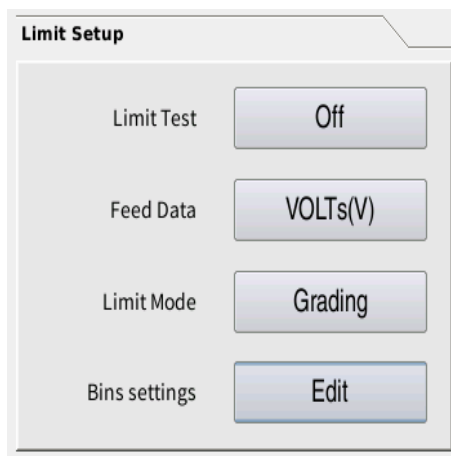 Limit Setup
Limit Test Off
Feed Data VOLTs(V)
Limit Mode Grading
Bins settings Edit